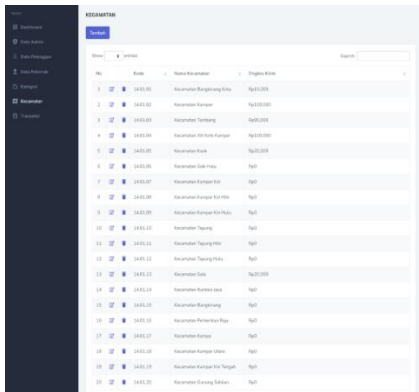 KECAMATAN
Dashboard
Data Admin
Data Pelanggan
Data Peternak
Kategori
Kecamatan
Transaksi
Tambah
Show entries Search:
No Kode Nama Kecamatan Ongkos Kirim
1 14.01.01 Kecamatan Bangkinang Kota Rp10.000
2 14.01.02 Kecamatan Kampar Rp100.000
3 14.01.03 Kecamatan Tambang Rp90.000
4 14.01.04 Kecamatan XIII Koto Kampar Rp100.000
5 14.01.05 Kecamatan Kuok Rp20.000
6 14.01.06 Kecamatan Siak Hulu Rp0
7 14.01.07 Kecamatan Kampar Kiri Rp0
8 14.01.08 Kecamatan Kampar Kiri Hilir Rp0
9 14.01.09 Kecamatan Kampar Kiri Hulu Rp0
10 14.01.10 Kecamatan Tapung Rp0
11 14.01.11 Kecamatan Tapung Hilir Rp0
12 14.01.12 Kecamatan Tapung Hulu Rp0
13 14.01.13 Kecamatan Salo Rp20.000
14 14.01.14 Kecamatan Rumbio Jaya Rp0
15 14.01.15 Kecamatan Bangkinang Rp0
16 14.01.16 Kecamatan Perhentian Raja Rp0
17 14.01.17 Kecamatan Kampa Rp0
18 14.01.18 Kecamatan Kampar Utara Rp0
19 14.01.19 Kecamatan Kampar Kiri Tengah Rp0
20 14.01.20 Kecamatan Gunung Sahilan Rp0